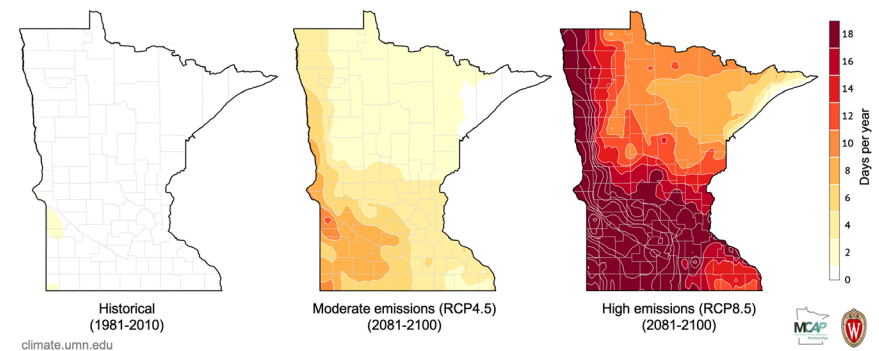 18
16
14
12
10
8
6
4
2
0
Days per year
Historical
(1981-2010)
Moderate emissions (RCP4.5)
(2081-2100)
High emissions (RCP8.5)
(2081-2100)
climate.umn.edu
MCAP
W